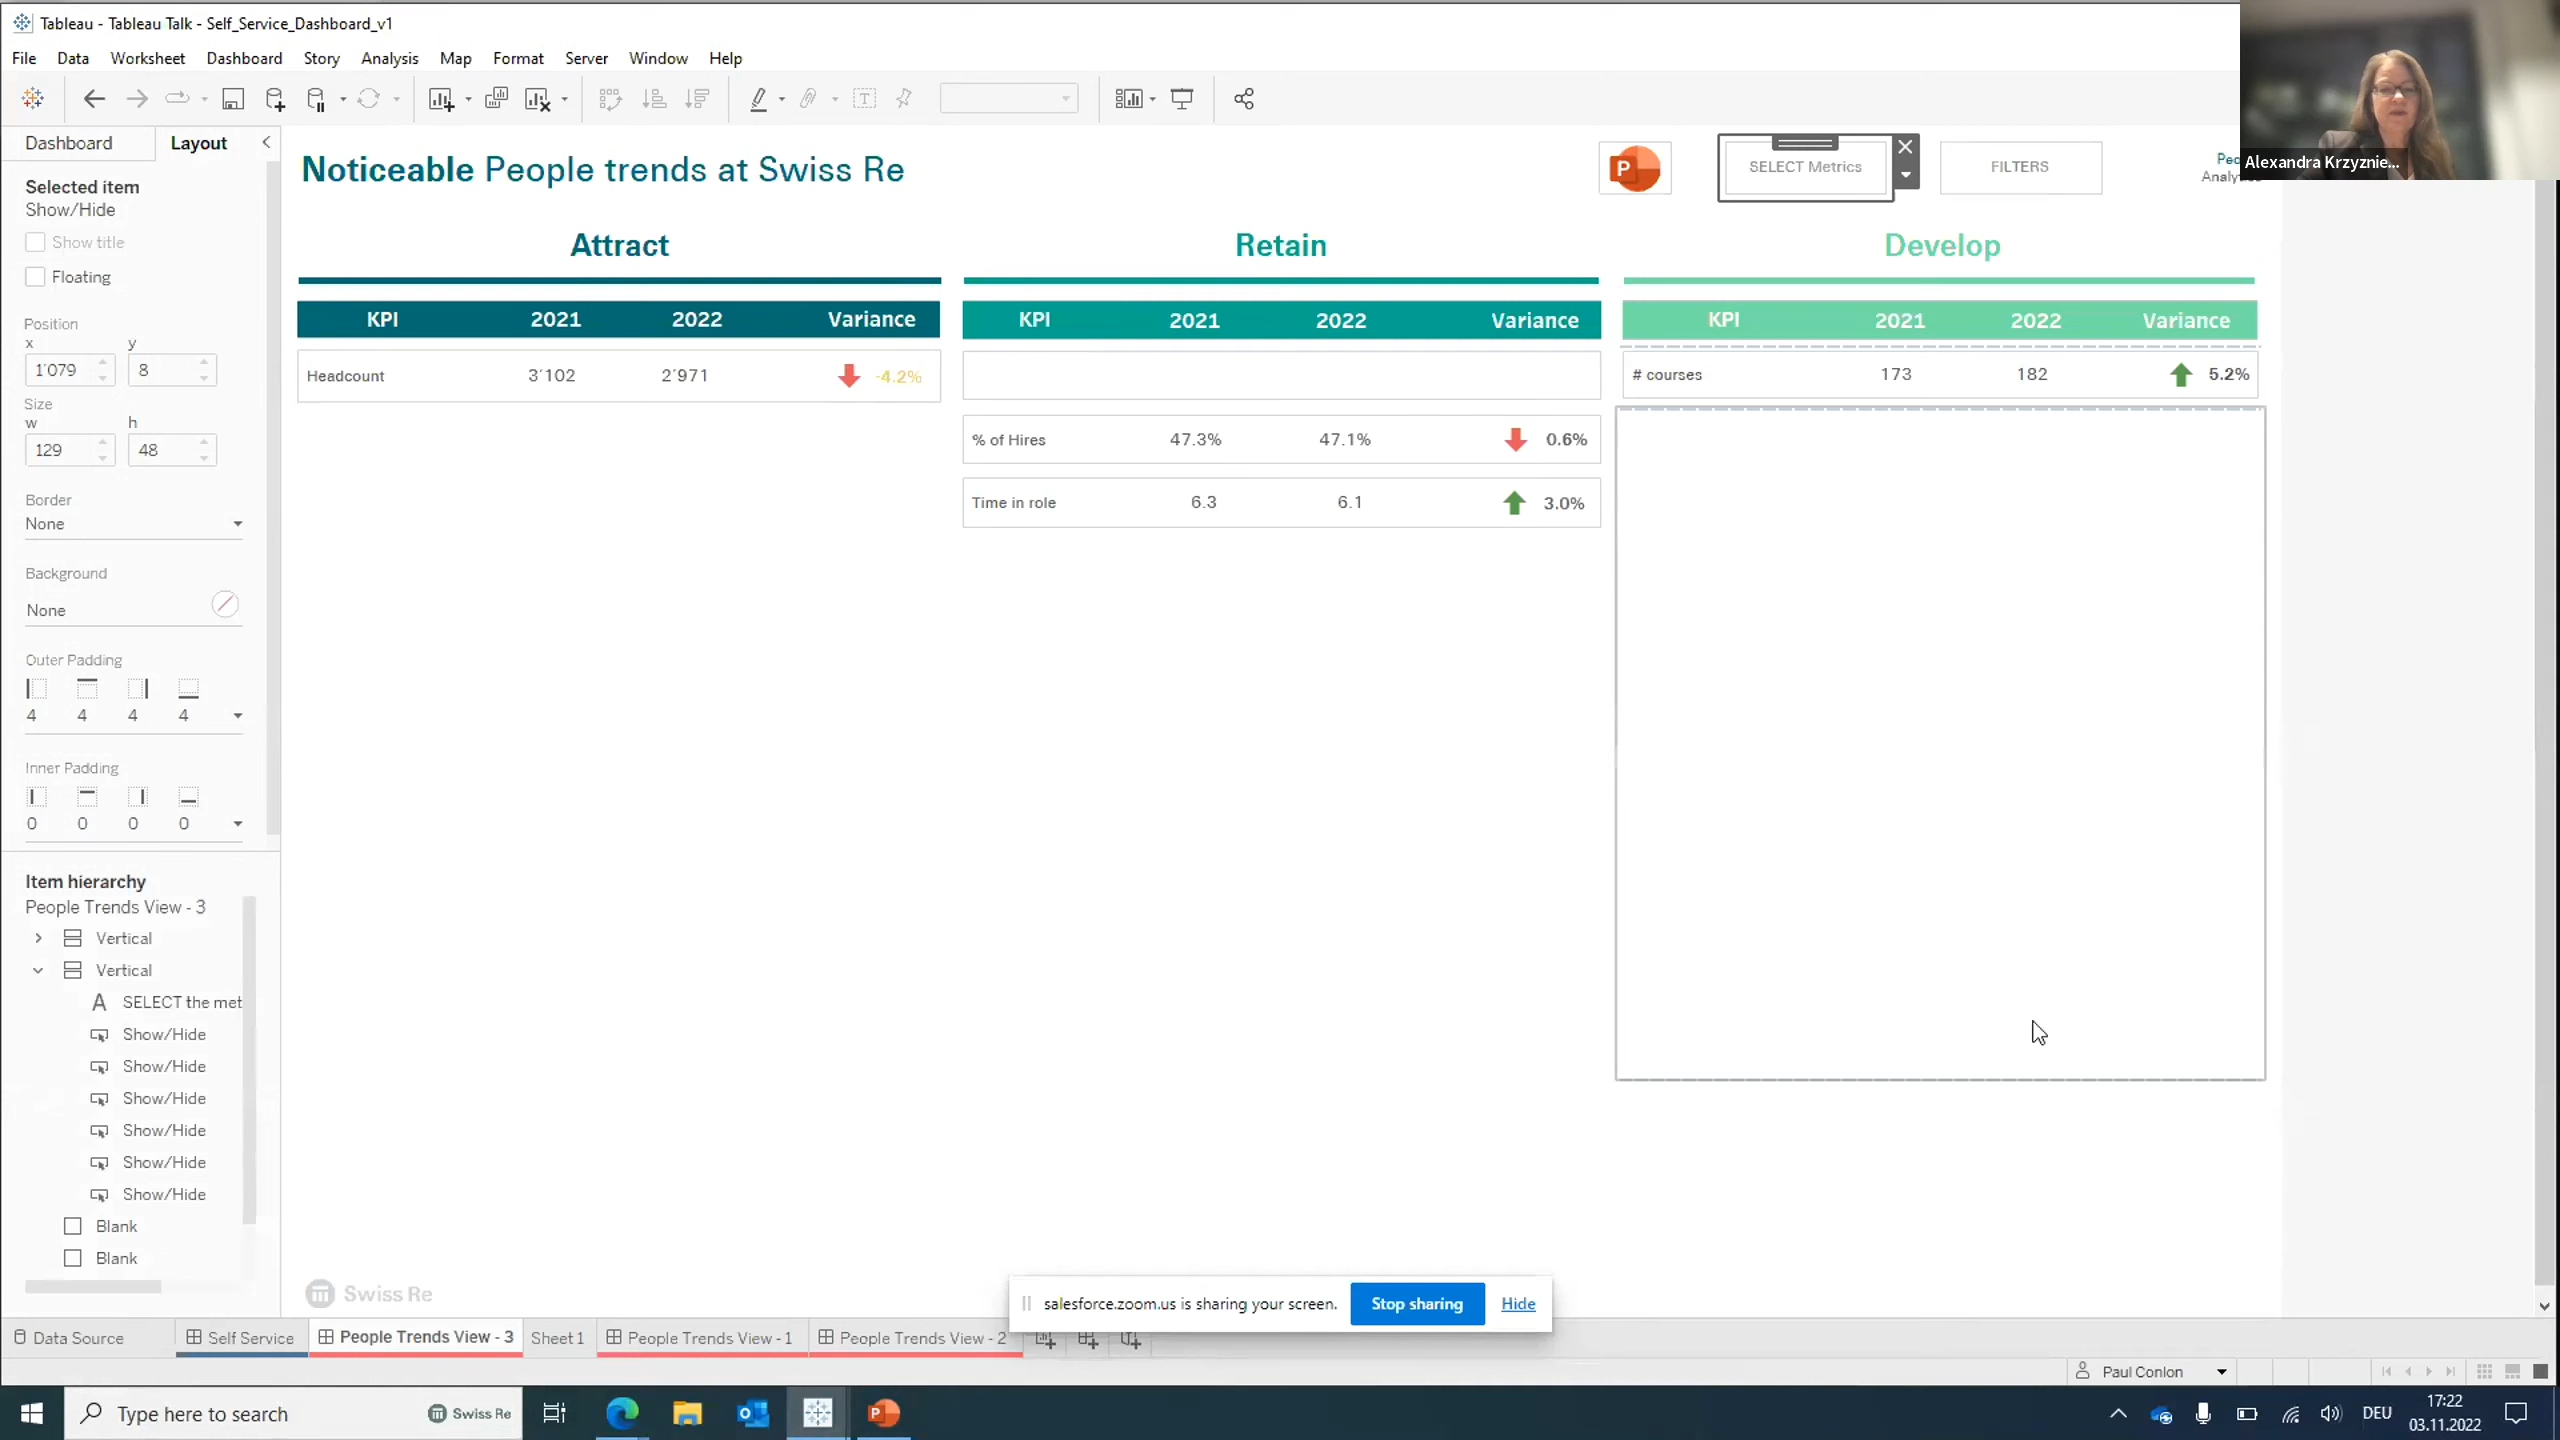 Tableau - Tableau Talk - Self_Service_Dashboard_v1
File Data Worksheet Dashboard Story Analysis Map Format Server Window Help
Dashboard Layout
Selected item
Show/Hide
Show title
Floating
Position
x y
1'079 8
Size
w h
129 48
Border
None
Background
None
Outer Padding
4 4 4 4
Inner Padding
0 0 0 0
Item hierarchy
People Trends View - 3
Vertical
Vertical
A SELECT the met
Show/Hide
Show/Hide
Show/Hide
Show/Hide
Show/Hide
Show/Hide
Blank
Blank
Noticeable People trends at Swiss Re
P
SELECT Metrics
FILTERS
Alexandra Krzyznie...
Attract
KPI 2021 2022 Variance
Headcount 3'102 2'971 -4.2%
Retain
KPI 2021 2022 Variance
% of Hires 47.3% 47.1% 0.6%
Time in role 6.3 6.1 3.0%
Develop
KPI 2021 2022 Variance
# courses 173 182 5.2%
Swiss Re
salesforce.zoom.us is sharing your screen. Stop sharing Hide
Data Source Self Service People Trends View - 3 Sheet 1 People Trends View - 1 People Trends View - 2
Paul Conlon
Type here to search Swiss Re
DEU
17:22
03.11.2022